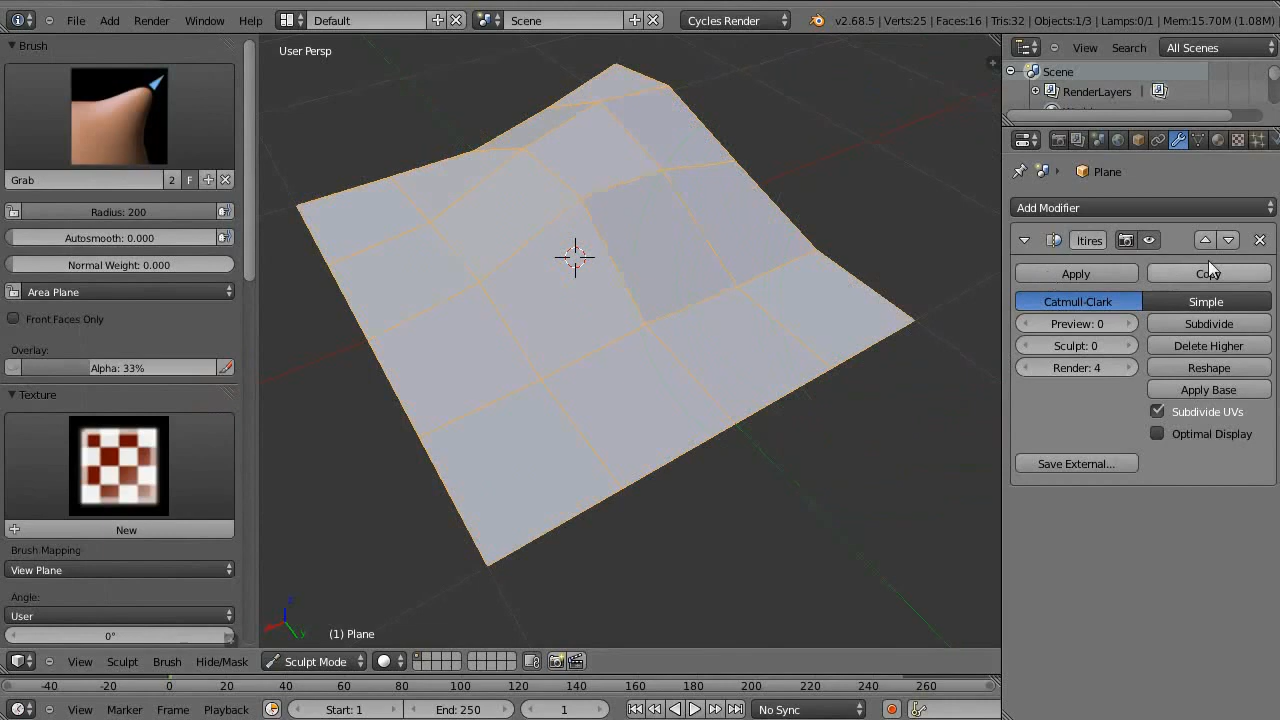 File Add Render Window Help Default Scene Cycles Render v2.68.5 | Verts:25 | Faces:16 | Tris:32 | Objects:1/3 | Lamps:0/1 | Mem:15.70M (1.08M)
Brush
User Persp
View Search All Scenes
Scene
RenderLayers
Plane
Grab 2 F
Add Modifier
Radius: 200
Autosmooth: 0.000
ltires
Normal Weight: 0.000
Apply Copy
Area Plane
Catmull-Clark Simple
Front Faces Only
Preview: 0 Subdivide
Overlay:
Sculpt: 0 Delete Higher
Alpha: 33%
Render: 4 Reshape
Apply Base
Texture
Subdivide UVs
Optimal Display
Save External...
New
Brush Mapping
View Plane
Angle:
User
0°
z
y
(1) Plane
View Sculpt Brush Hide/Mask Sculpt Mode
-40 -20 0 20 40 60 80 100 120 140 160 180 200 220 240 260
View Marker Frame Playback Start: 1 End: 250 1 No Sync